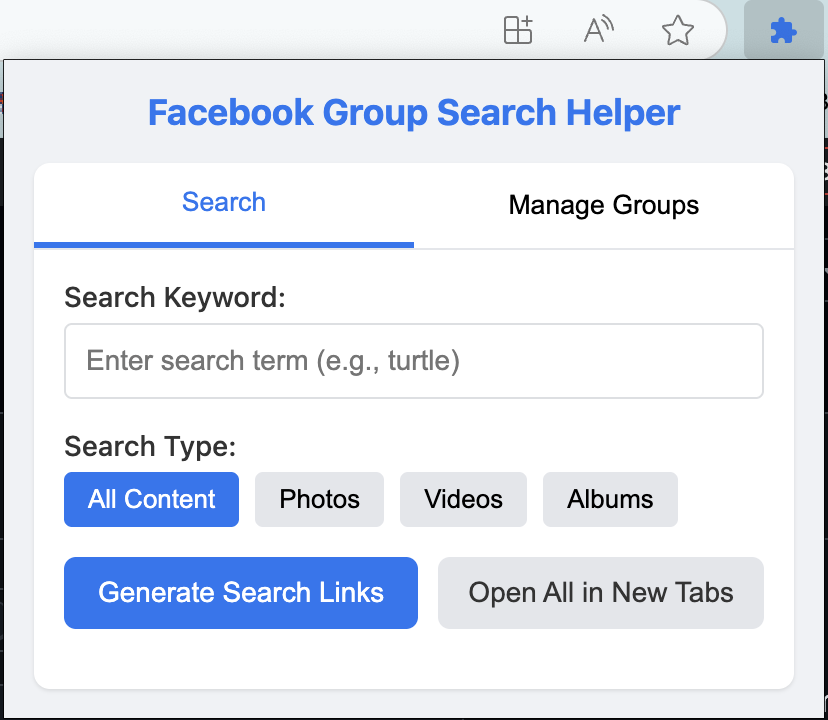 Facebook Group Search Helper
Search
Manage Groups
Search Keyword:
Enter search term (e.g., turtle)
Search Type:
All Content
Photos
Videos
Albums
Generate Search Links
Open All in New Tabs